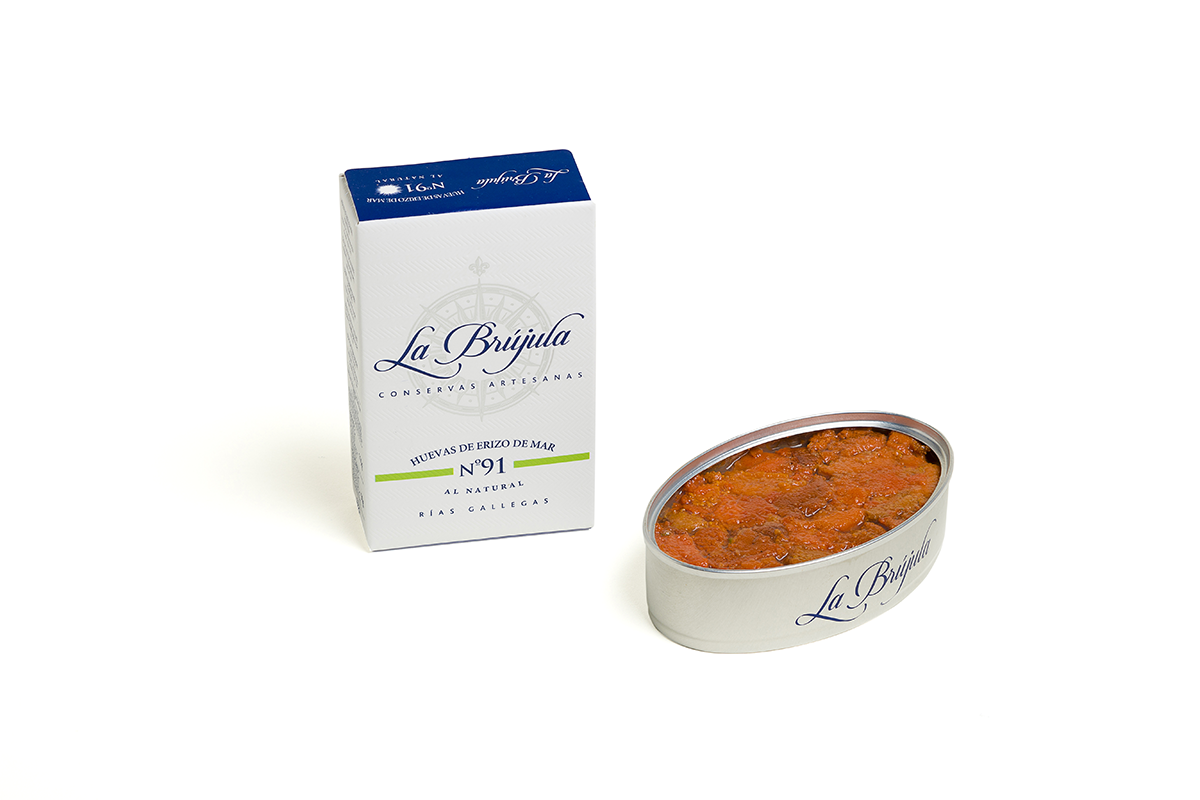 La Brújula
HUEVAS DE ERIZO DE MAR
Nº91
AL NATURAL
La Brújula
CONSERVAS ARTESANAS
HUEVAS DE ERIZO DE MAR
Nº91
AL NATURAL
RÍAS GALLEGAS
La Brújula